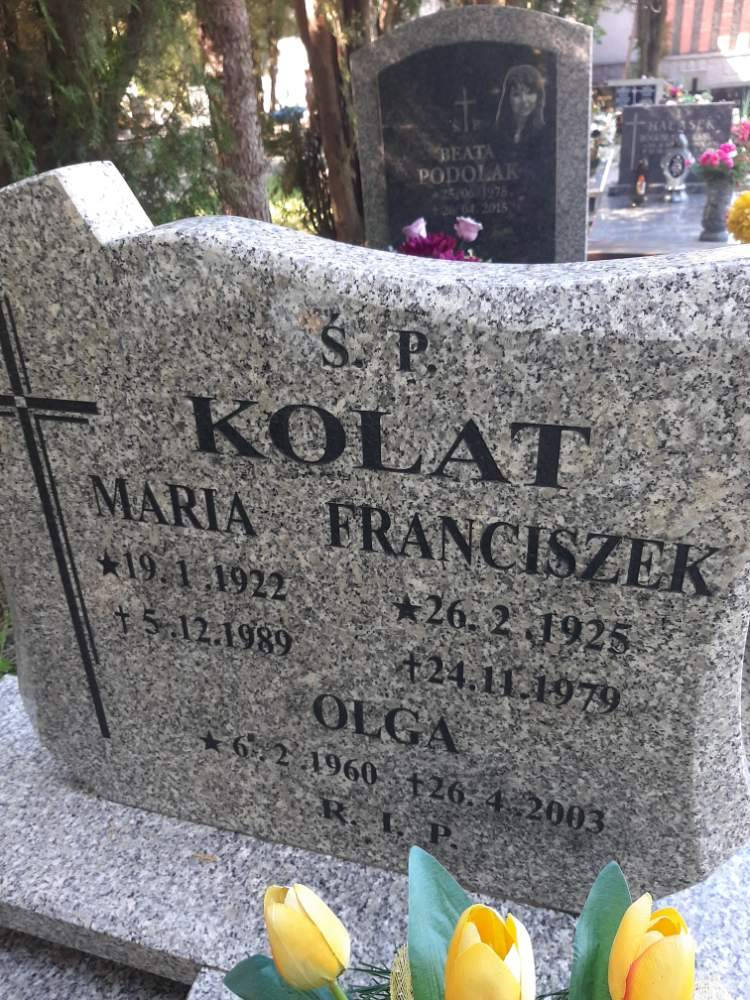 Ś. P.
BEATA
PODOLAK
Ś. P.
KOLAT
MARIA FRANCISZEK
★19. 1 .1922 ★26. 2 .1925
✝5 .12.1989 ✝24.11.1979
OLGA
★6 . 2 .1960 ✝26. 4 .2003
R. I. P.